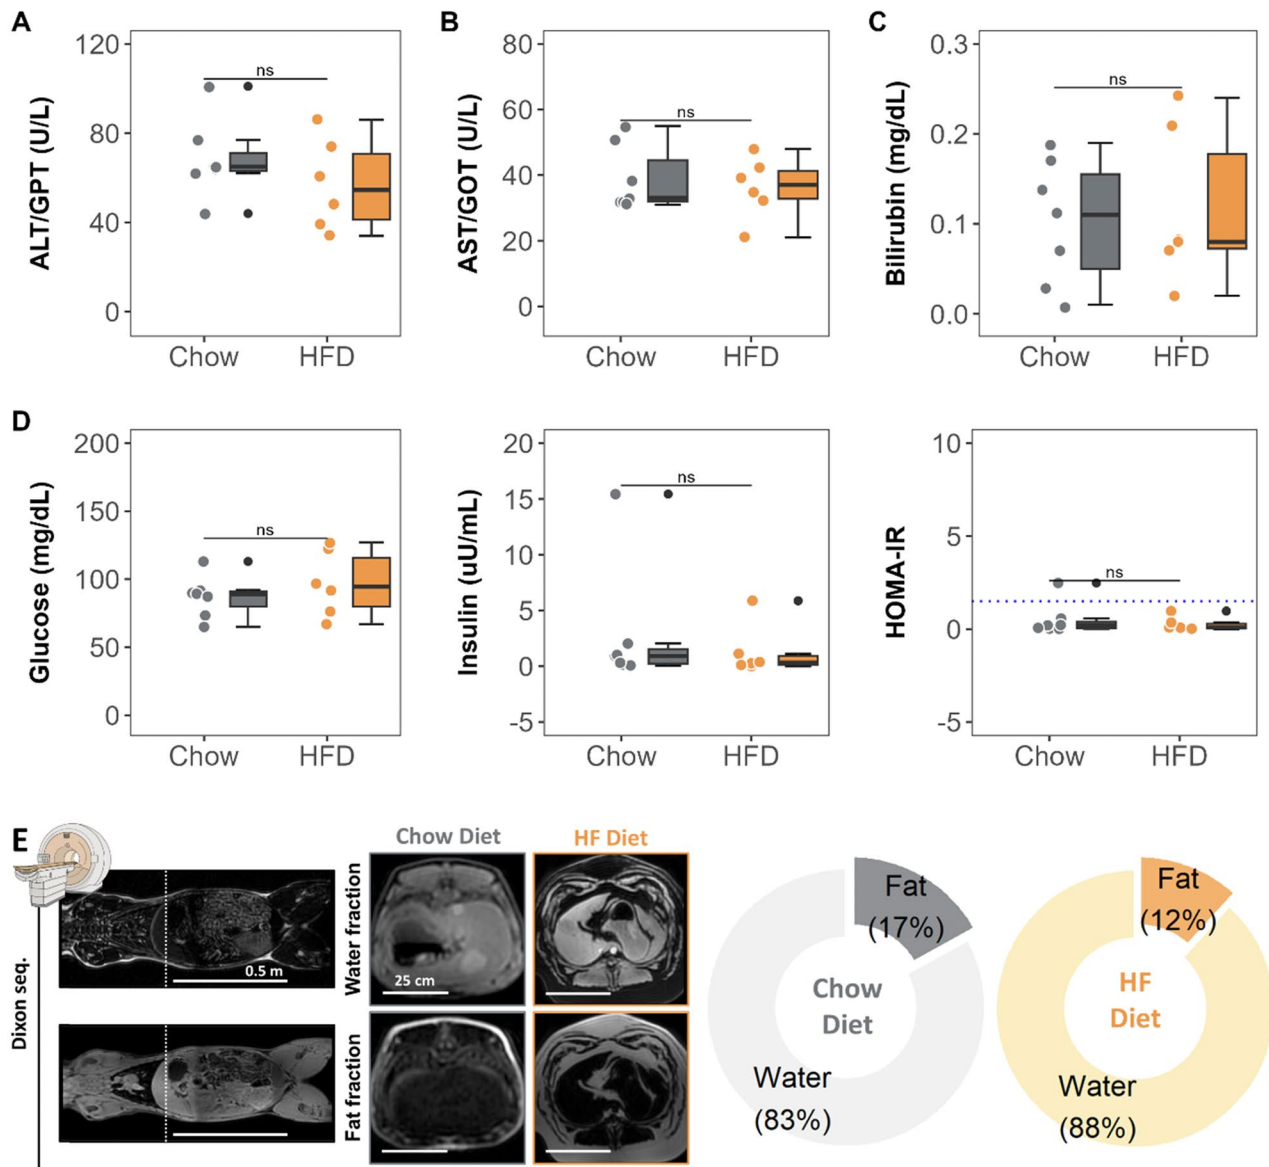 A
ALT/GPT (U/L)
120
80
40
0
ns
Chow
HFD
B
AST/GOT (U/L)
80
60
40
20
0
ns
Chow
HFD
C
Bilirubin (mg/dL)
0.3
0.2
0.1
0.0
ns
Chow
HFD
D
Glucose (mg/dL)
200
150
100
50
0
ns
Chow
HFD
Insulin (uU/mL)
20
15
10
5
0
-5
ns
Chow
HFD
HOMA-IR
10
5
0
-5
ns
Chow
HFD
E
Dixon seq.
0.5 m
Chow Diet
HF Diet
Water fraction
25 cm
Fat fraction
Fat
(17%)
Chow
Diet
Water
(83%)
Fat
(12%)
HF
Diet
Water
(88%)